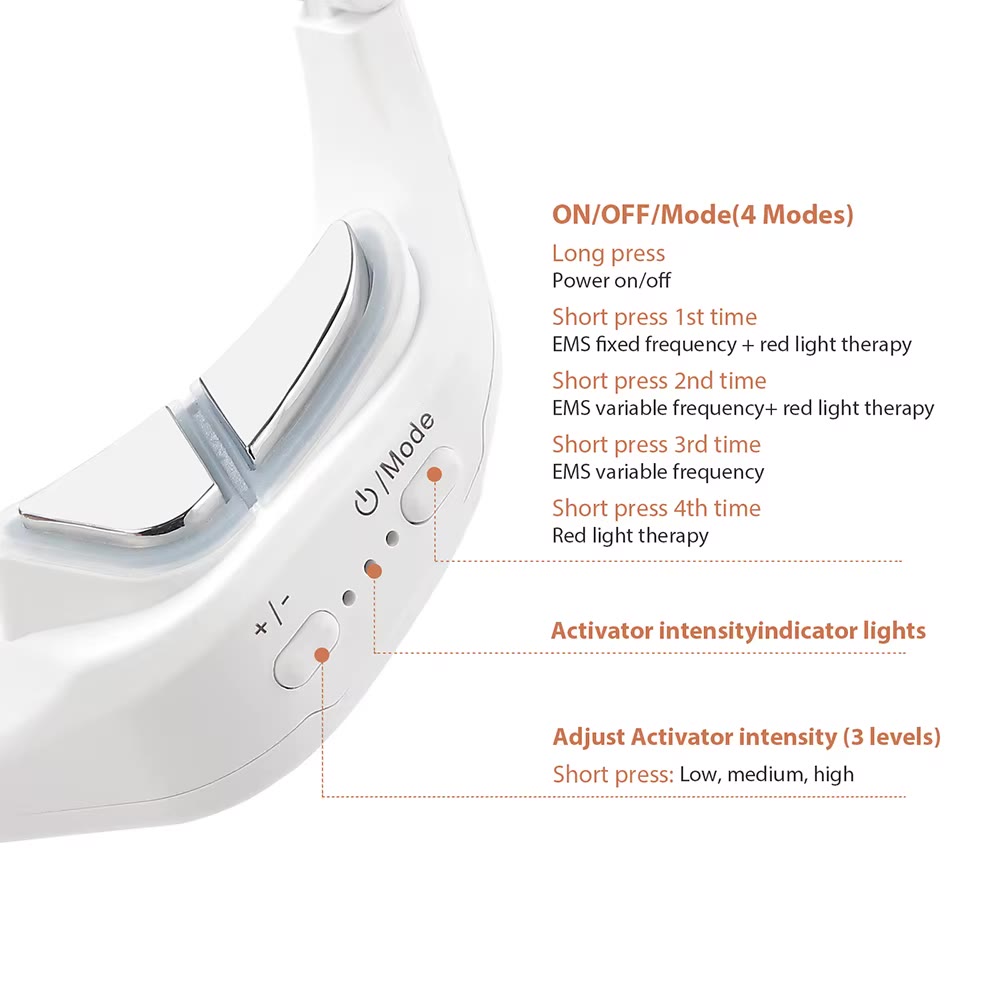 ON/OFF/Mode(4 Modes)
Long press
Power on/off
Short press 1st time
EMS fixed frequency + red light therapy
Short press 2nd time
EMS variable frequency+ red light therapy
Short press 3rd time
EMS variable frequency
Short press 4th time
Red light therapy
/Mode
+/-
Activator intensityindicator lights
Adjust Activator intensity (3 levels)
Short press: Low, medium, high